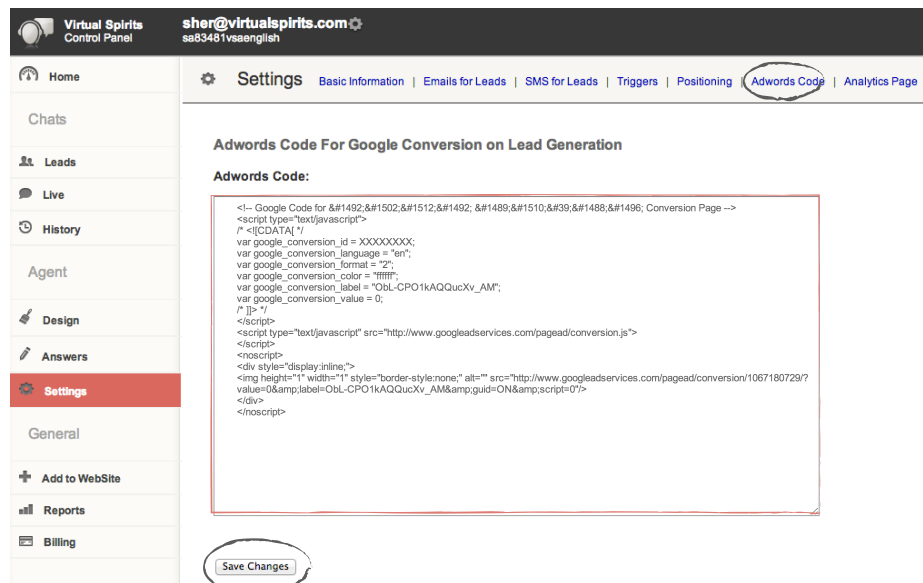 Virtual Spirits
Control Panel
sher@virtualspirits.com
sa83481vsaenglish
Home
Chats
Leads
Live
History
Agent
Design
Answers
Settings
General
Add to WebSite
Reports
Billing
Settings Basic Information | Emails for Leads | SMS for Leads | Triggers | Positioning | Adwords Code | Analytics Page
Adwords Code For Google Conversion on Lead Generation
Adwords Code:
<!-- Google Code for &#1492;&#1502;&#1512;&#1492; &#1489;&#1510;&#39;&#1488;&#1496; Conversion Page -->
<script type="text/javascript">
/* <![CDATA[ */
var google_conversion_id = XXXXXXXX;
var google_conversion_language = "en";
var google_conversion_format = "2";
var google_conversion_color = "ffffff";
var google_conversion_label = "ObL-CPO1kAQQucXv_AM";
var google_conversion_value = 0;
/* ]]> */
</script>
<script type="text/javascript" src="http://www.googleadservices.com/pagead/conversion.js">
</script>
<noscript>
<div style="display:inline;">
<img height="1" width="1" style="border-style:none;" alt="" src="http://www.googleadservices.com/pagead/conversion/1067180729/?
value=0&amp;label=ObL-CPO1kAQQucXv_AM&amp;guid=ON&amp;script=0"/>
</div>
</noscript>
Save Changes